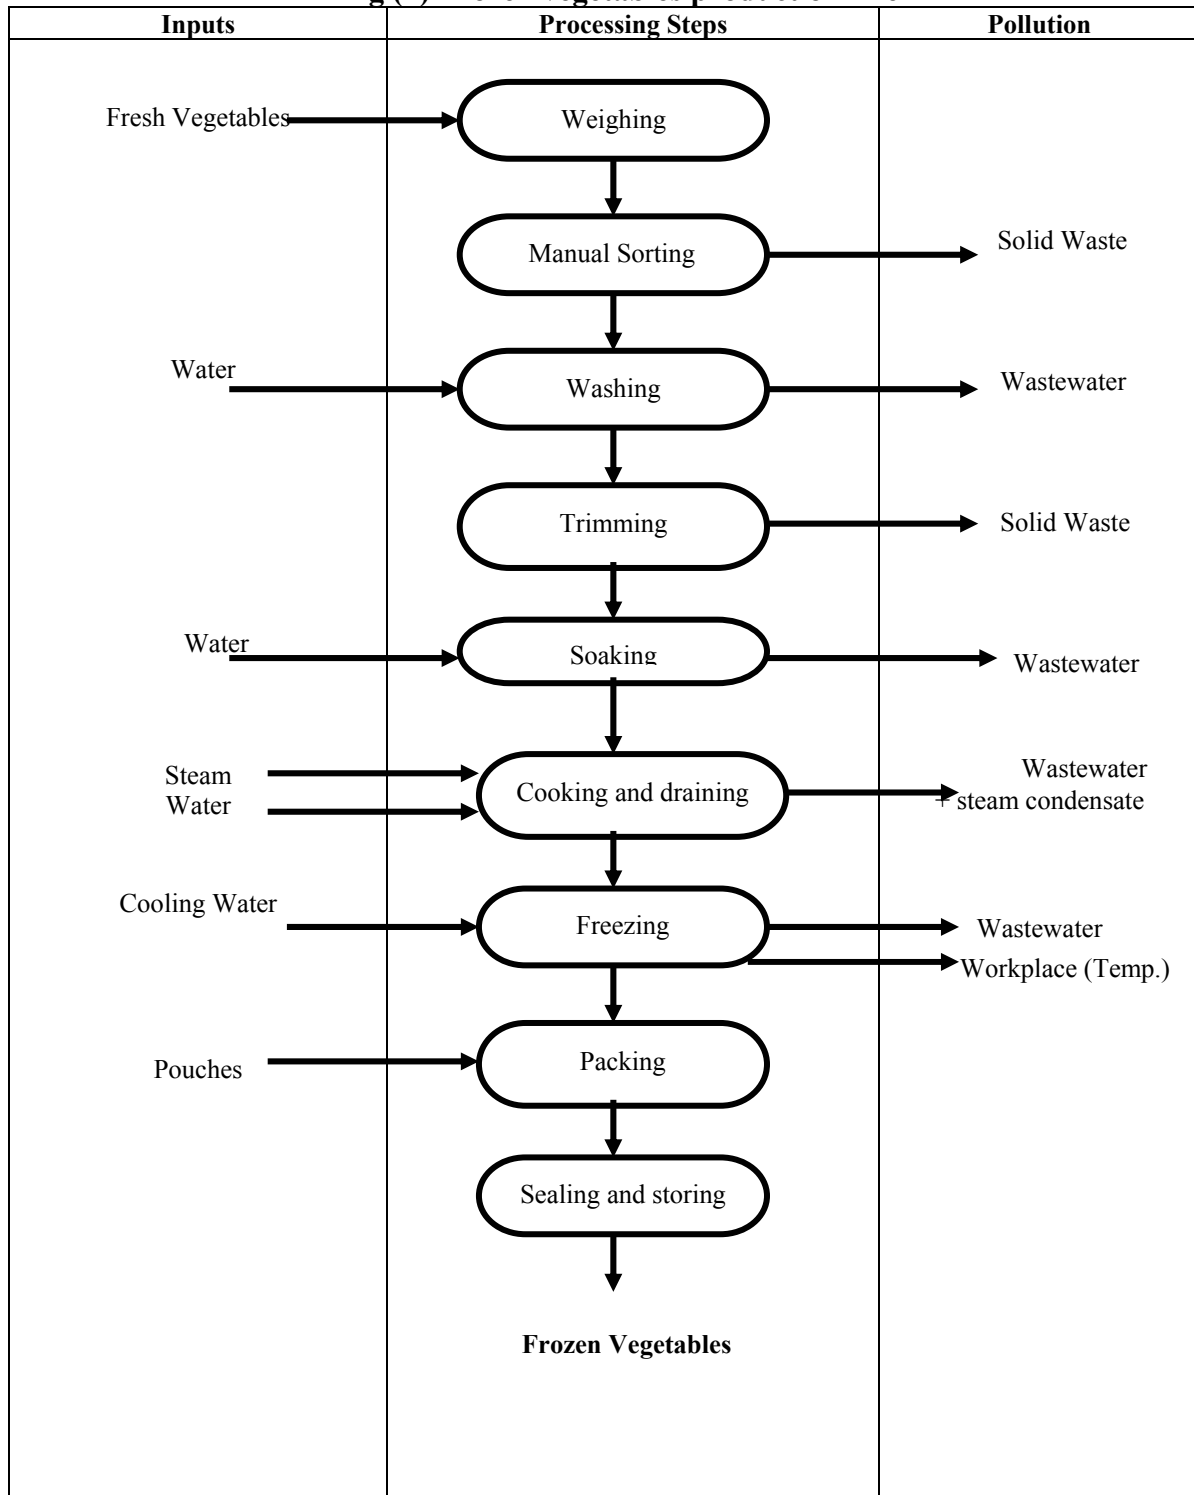 Inputs Processing Steps Pollution
Fresh Vegetables Weighing
Manual Sorting Solid Waste
Water Washing Wastewater
Trimming Solid Waste
Water Soaking Wastewater
Steam
Water
Cooking and draining
Wastewater
+ steam condensate
Cooling Water Freezing Wastewater
Workplace (Temp.)
Pouches Packing
Sealing and storing
Frozen Vegetables